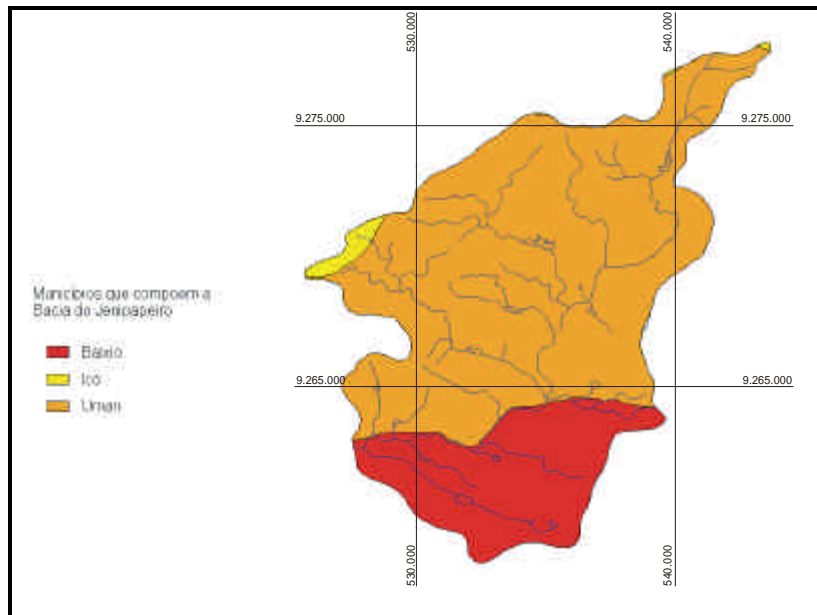 530.000
540.000
9.275.000
9.275.000
Municípios que compoem a
Bacia do Jenipapeiro
Baixio
Icó
Umari
9.265.000
9.265.000
530.000
540.000